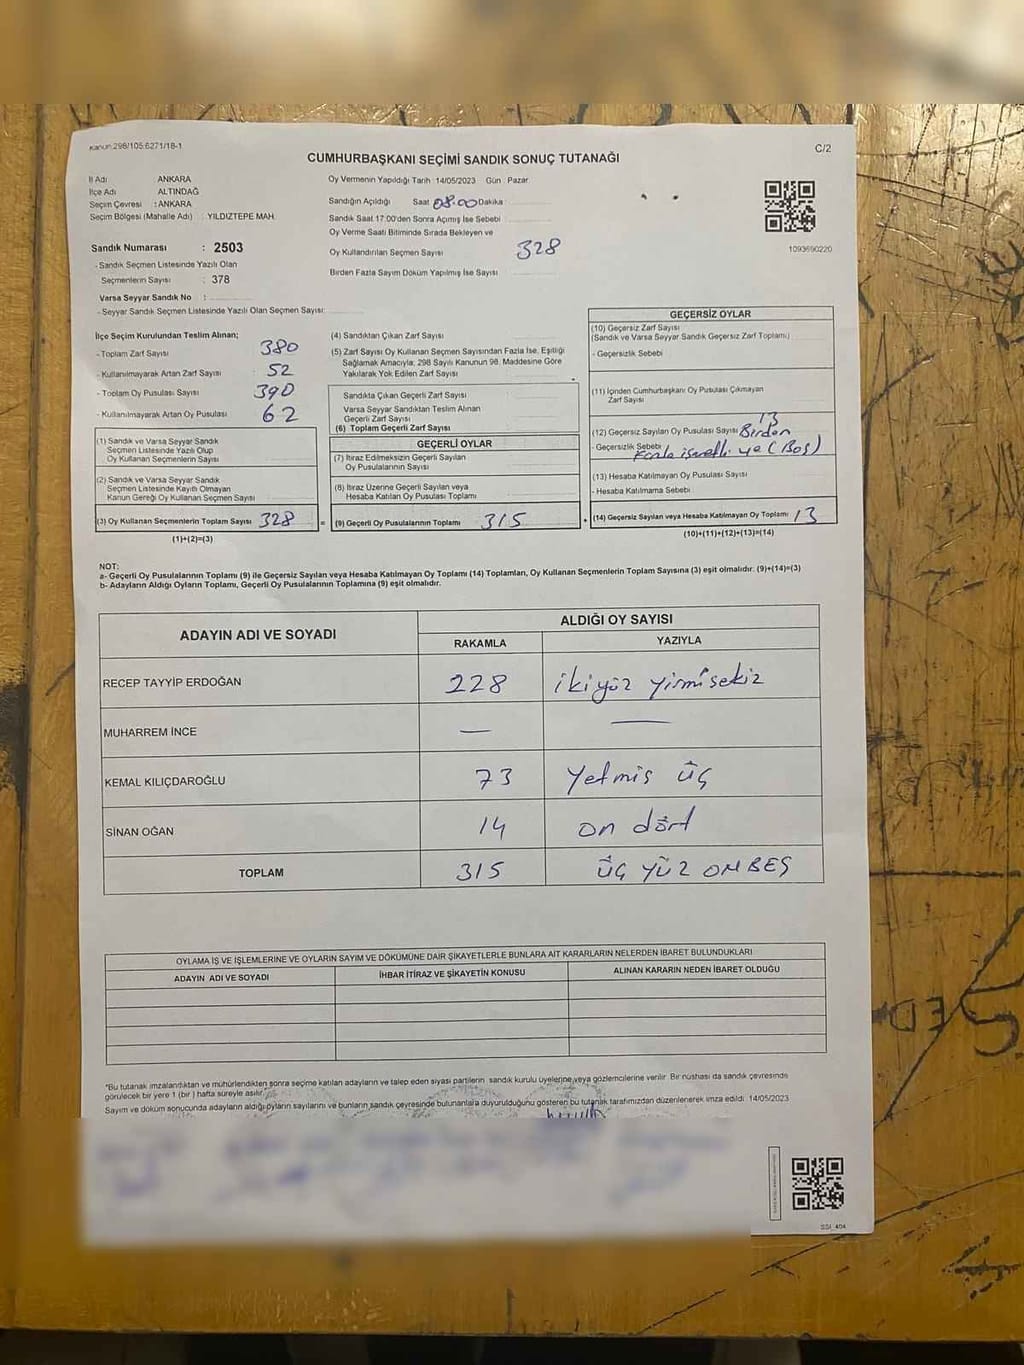 Kanun:298/105:6271/18-1
C/2
CUMHURBAŞKANI SEÇİMİ SANDIK SONUÇ TUTANAĞI
İl Adı ANKARA
İlçe Adı ALTINDAĞ
Seçim Çevresi : ANKARA
Seçim Bölgesi (Mahalle Adı) : YILDIZTEPE MAH.
Sandık Numarası : 2503
- Sandık Seçmen Listesinde Yazılı Olan
Seçmenlerin Sayısı : 378
Varsa Seyyar Sandık No :
- Seyyar Sandık Seçmen Listesinde Yazılı Olan Seçmen Sayısı:
Oy Vermenin Yapıldığı Tarih : 14/05/2023 Gün : Pazar
Sandığın Açıldığı Saat 08.00 Dakika :
Sandık Saat 17:00'den Sonra Açımış İse Sebebi
Oy Verme Saati Bitiminde Sırada Bekleyen ve
Oy Kullandırılan Seçmen Sayısı 328
Birden Fazla Sayım Döküm Yapılmış İse Sayısı
1093690220
İlçe Seçim Kurulundan Teslim Alınan;
- Toplam Zarf Sayısı 380
- Kullanılmayarak Artan Zarf Sayısı 52
- Toplam Oy Pusulası Sayısı 390
- Kullanılmayarak Artan Oy Pusulası 62
(1) Sandık ve Varsa Seyyar Sandık
Seçmen Listesinde Yazılı Olup
Oy Kullanan Seçmenlerin Sayısı
(2) Sandık ve Varsa Seyyar Sandık
Seçmen Listesinde Kayıtlı Olmayan
Kanun Gereği Oy Kullanan Seçmen Sayısı
(3) Oy Kullanan Seçmenlerin Toplam Sayısı 328
(1)+(2)=(3)
(4) Sandıktan Çıkan Zarf Sayısı
(5) Zarf Sayısı Oy Kullanan Seçmen Sayısından Fazla İse, Eşitliği
Sağlamak Amacıyla, 298 Sayılı Kanunun 98. Maddesine Göre
Yakılarak Yok Edilen Zarf Sayısı
Sandıkta Çıkan Geçerli Zarf Sayısı
Varsa Seyyar Sandıktan Teslim Alınan
Geçerli Zarf Sayısı
(6) Toplam Geçerli Zarf Sayısı
GEÇERLİ OYLAR
(7) İtiraz Edilmeksizin Geçerli Sayılan
Oy Pusulalarının Sayısı
(8) İtiraz Üzerine Geçerli Sayılan veya
Hesaba Katılan Oy Pusulası Toplamı
= (9) Geçerli Oy Pusulalarının Toplamı 315 +
GEÇERSİZ OYLAR
(10) Geçersiz Zarf Sayısı
(Sandık ve Varsa Seyyar Sandık Geçersiz Zarf Toplamı)
- Geçersizlik Sebebi
(11) İçinden Cumhurbaşkanı Oy Pusulası Çıkmayan
Zarf Sayısı
(12) Geçersiz Sayılan Oy Pusulası Sayısı 13 Birden
- Geçersizlik Sebebi Fazla işaretli ve (Boş)
(13) Hesaba Katılmayan Oy Pusulası Sayısı
- Hesaba Katılmama Sebebi
(14) Geçersiz Sayılan veya Hesaba Katılmayan Oy Toplamı 13
(10)+(11)+(12)+(13)=(14)
NOT:
a- Geçerli Oy Pusulalarının Toplamı (9) ile Geçersiz Sayılan veya Hesaba Katılmayan Oy Toplamı (14) Toplamları, Oy Kullanan Seçmenlerin Toplam Sayısına (3) eşit olmalıdır. (9)+(14)=(3)
b- Adayların Aldığı Oyların Toplamı, Geçerli Oy Pusulalarının Toplamına (9) eşit olmalıdır.
ADAYIN ADI VE SOYADI ALDIĞI OY SAYISI
RAKAMLA YAZIYLA
RECEP TAYYİP ERDOĞAN 228 ikiyüz yirmisekiz
MUHARREM İNCE — —
KEMAL KILIÇDAROĞLU 73 Yetmis üç
SİNAN OĞAN 14 on dört
TOPLAM 315 üç yüz ONBEŞ
OYLAMA İŞ VE İŞLEMLERİNE VE OYLARIN SAYIM VE DÖKÜMÜNE DAİR ŞİKAYETLERLE BUNLARA AİT KARARLARIN NELERDEN İBARET BULUNDUKLARI
ADAYIN ADI VE SOYADI İHBAR İTİRAZ VE ŞİKAYETİN KONUSU ALINAN KARARIN NEDEN İBARET OLDUĞU
*Bu tutanak imzalandıktan ve mühürlendikten sonra seçime katılan adayların ve talep eden siyasi partilerin sandık kurulu üyelerine veya gözlemcilerine verilir. Bir nüshası da sandık çevresinde
görülecek bir yere 1 (bir) hafta süreyle asılır.
Sayım ve döküm sonucunda adayların aldığı oyların sayılarını ve bunların sandık çevresinde bulunanlara duyurulduğunu gösteren bu tutanak tarafımızdan düzenlenerek imza edildi. 14/05/2023